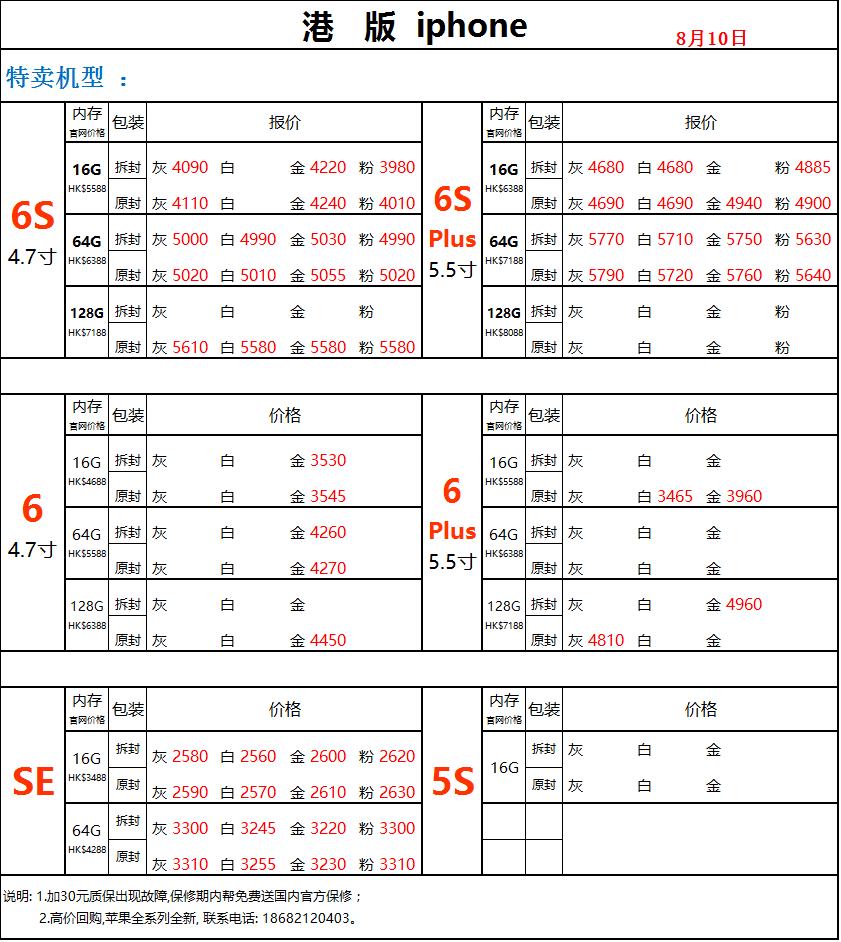 港 版 iphone
8月10日
特卖机型 ：
内存 官网价格 包装 报价 内存 官网价格 包装 报价
6S 4.7寸
16G HK$5588
拆封 灰 4090 白 金 4220 粉 3980
原封 灰 4110 白 金 4240 粉 4010
64G HK$6388
拆封 灰 5000 白 4990 金 5030 粉 4990
原封 灰 5020 白 5010 金 5055 粉 5020
128G HK$7188
拆封 灰 白 金 粉
原封 灰 5610 白 5580 金 5580 粉 5580
6S Plus 5.5寸
16G HK$6388
拆封 灰 4680 白 4680 金 粉 4885
原封 灰 4690 白 4690 金 4940 粉 4900
64G HK$7188
拆封 灰 5770 白 5710 金 5750 粉 5630
原封 灰 5790 白 5720 金 5760 粉 5640
128G HK$8088
拆封 灰 白 金 粉
原封 灰 白 金 粉
内存 官网价格 包装 价格 内存 官网价格 包装 价格
6 4.7寸
16G HK$4688
拆封 灰 白 金 3530
原封 灰 白 金 3545
64G HK$5588
拆封 灰 白 金 4260
原封 灰 白 金 4270
128G HK$6388
拆封 灰 白 金
原封 灰 白 金 4450
6 Plus 5.5寸
16G HK$5588
拆封 灰 白 金
原封 灰 白 3465 金 3960
64G HK$6388
拆封 灰 白 金
原封 灰 白 金
128G HK$7188
拆封 灰 白 金 4960
原封 灰 4810 白 金
内存 官网价格 包装 价格 内存 官网价格 包装 价格
SE
16G HK$3488
拆封 灰 2580 白 2560 金 2600 粉 2620
原封 灰 2590 白 2570 金 2610 粉 2630
64G HK$4288
拆封 灰 3300 白 3245 金 3220 粉 3300
原封 灰 3310 白 3255 金 3230 粉 3310
5S
16G
拆封 灰 白 金
原封 灰 白 金
说明: 1.加30元质保出现故障,保修期内帮免费送国内官方保修；
2.高价回购,苹果全系列全新, 联系电话: 18682120403。